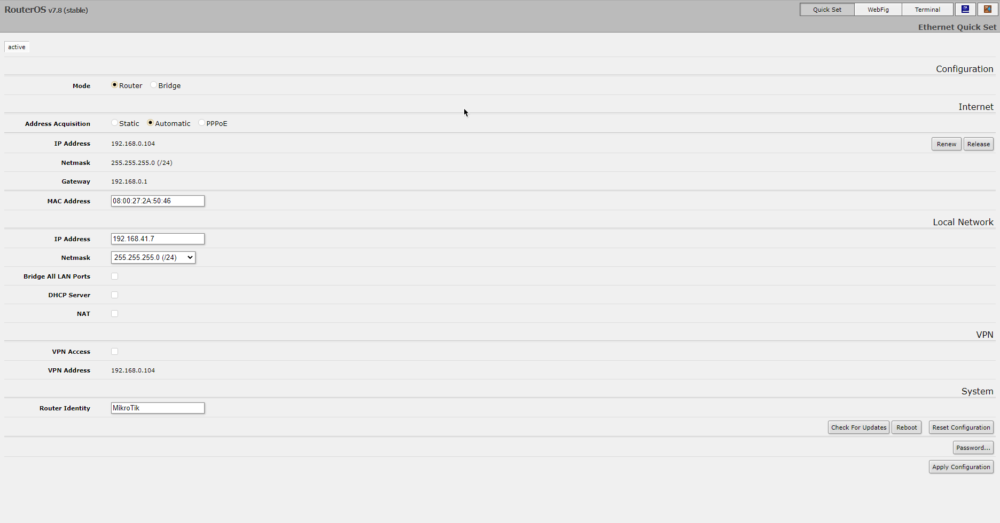 RouterOS v7.8 (stable)
Quick Set WebFig Terminal
Ethernet Quick Set
active
Configuration
Mode Router Bridge
Internet
Address Acquisition Static Automatic PPPoE
IP Address 192.168.0.104 Renew Release
Netmask 255.255.255.0 (/24)
Gateway 192.168.0.1
MAC Address 08:00:27:2A:50:46
Local Network
IP Address 192.168.41.7
Netmask 255.255.255.0 (/24)
Bridge All LAN Ports
DHCP Server
NAT
VPN
VPN Access
VPN Address 192.168.0.104
System
Router Identity MikroTik
Check For Updates Reboot Reset Configuration
Password...
Apply Configuration